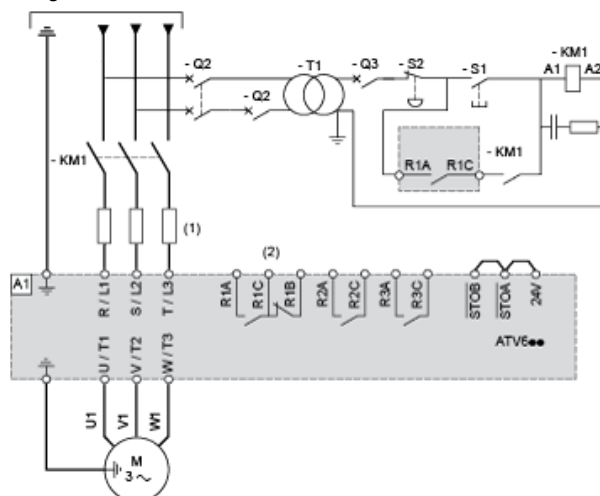 - Q2
- T1
- Q3
- S2
- S1
- KM1
A1
A2
- Q2
- KM1
R1A
R1C
- KM1
(1)
(2)
A1
R / L1
S / L2
T / L3
R1A
R1C
R1B
R2A
R2C
R3A
R3C
STOB
STOA
24V
ATV6●●
U / T1
V / T2
W / T3
U1
V1
W1
M
3 ~